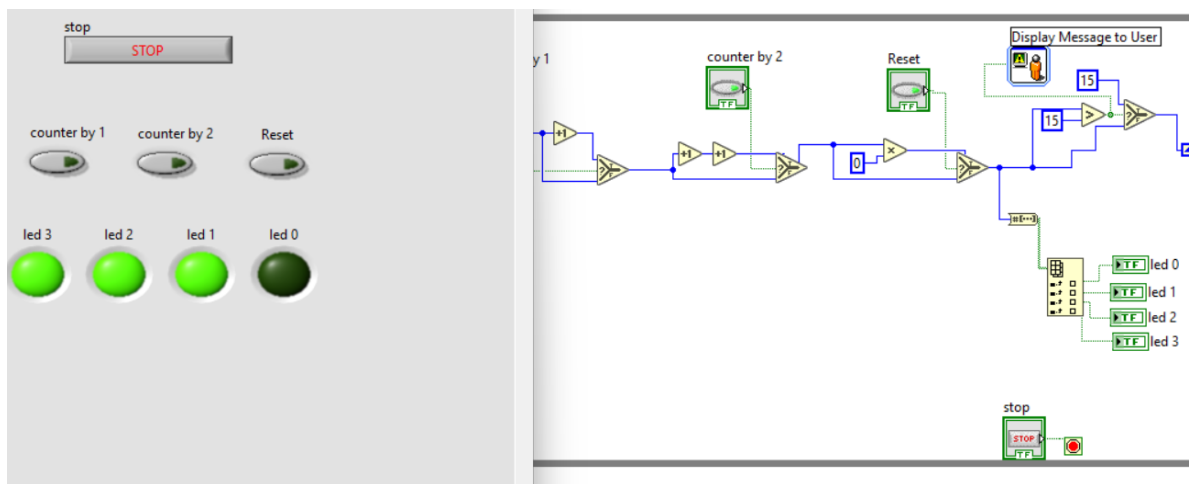 stop
STOP
counter by 1
counter by 2
Reset
led 3
led 2
led 1
led 0
y 1
counter by 2
TF
Reset
TF
Display Message to User
15
15
>
+1
+1
+1
0
×
?
T
F
?
T
F
?
T
F
?
T
F
#[···]
TF
led 0
TF
led 1
TF
led 2
TF
led 3
stop
STOP
TF